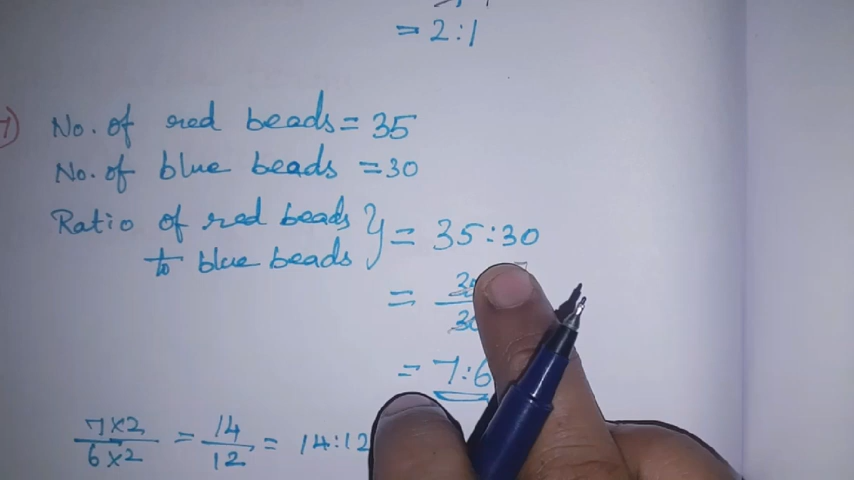 = 2:1
No. of red beads = 35
No. of blue beads = 30
Ratio of red beads } = 35:30
to blue beads
=
= 7:6
7×2/6×2 = 14/12 = 14:12